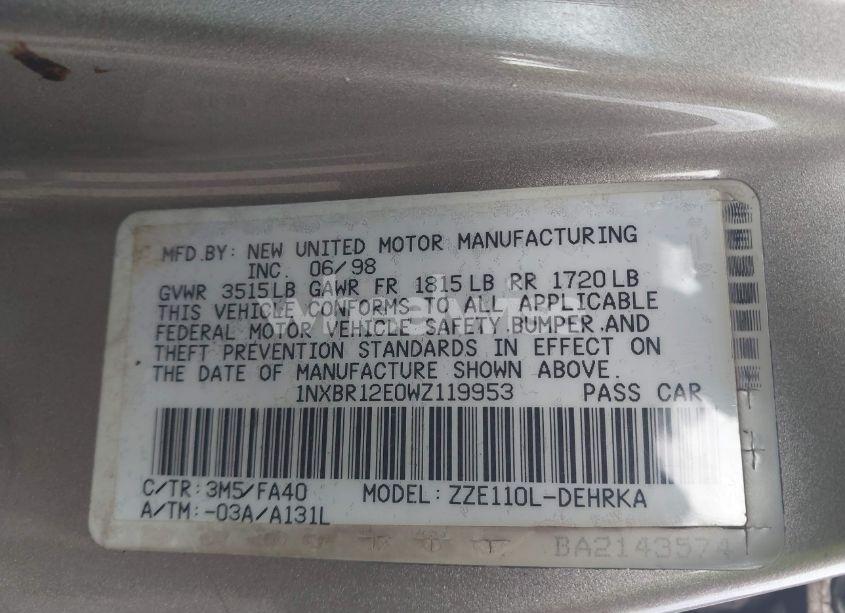 MFD.BY: NEW UNITED MOTOR MANUFACTURING
INC. 06/98
GVWR 3515LB GAWR FR 1815LB RR 1720LB
THIS VEHICLE CONFORMS TO ALL APPLICABLE
FEDERAL MOTOR VEHICLE SAFETY.BUMPER.AND
THEFT PREVENTION STANDARDS IN EFFECT ON
THE DATE OF MANUFACTURE SHOWN ABOVE.
1NXBR12E0WZ119953 PASS CAR
C/TR:3M5/FA40 MODEL:ZZE110L-DEHRKA
A/TM:-03A/A131L
BA2143574